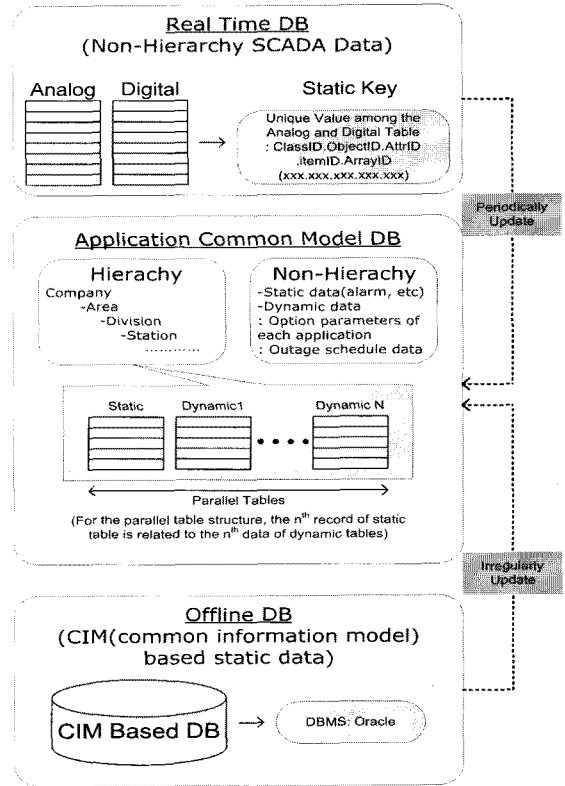 Real Time DB
(Non-Hierarchy SCADA Data)
Analog
Digital
Static Key
Unique Value among the
Analog and Digital Table
: ClassID.ObjectID.AttrID
.itemID.ArrayID
(xxx.xxx.xxx.xxx.xxx)
Periodically
Update
Application Common Model DB
Hierachy
Company
-Area
-Division
-Station
...........
Non-Hierarchy
-Static data(alarm, etc)
-Dynamic data
: Option parameters of
each application
: Outage schedule data
Static
Dynamic1
Dynamic N
Parallel Tables
(For the parallel table structure, the nth record of static
table is related to the nth data of dynamic tables)
Irregularly
Update
Offline DB
(CIM(common information model)
based static data)
CIM Based DB
DBMS: Oracle